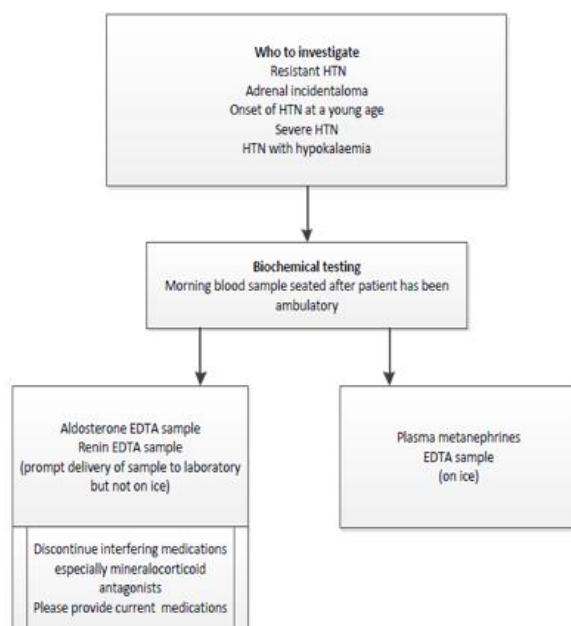 Who to investigate
Resistant HTN
Adrenal incidentaloma
Onset of HTN at a young age
Severe HTN
HTN with hypokalaemia
Biochemical testing
Morning blood sample seated after patient has been
ambulatory
Aldosterone EDTA sample
Renin EDTA sample
(prompt delivery of sample to laboratory
but not on ice)
Discontinue interfering medications
especially mineralocorticoid
antagonists
Please provide current medications
Plasma metanephrines
EDTA sample
(on ice)